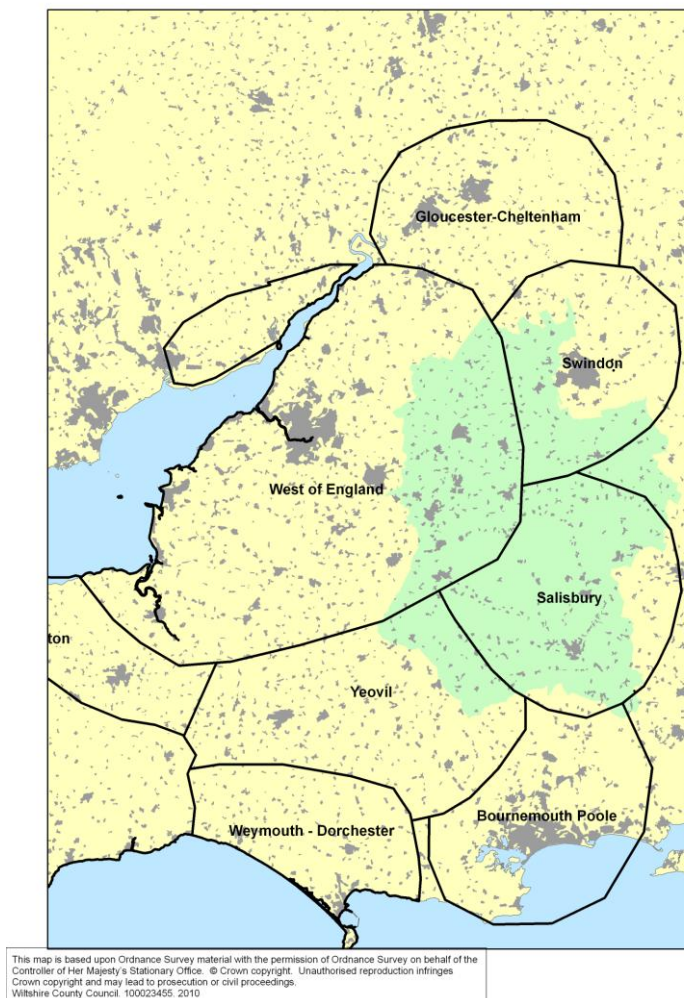 Gloucester-Cheltenham
Swindon
West of England
Salisbury
ton
Yeovil
Bournemouth Poole
Weymouth - Dorchester
This map is based upon Ordnance Survey material with the permission of Ordnance Survey on behalf of the
Controller of Her Majesty's Stationary Office. © Crown copyright. Unauthorised reproduction infringes
Crown copyright and may lead to prosecution or civil proceedings.
Wiltshire County Council. 100023455. 2010